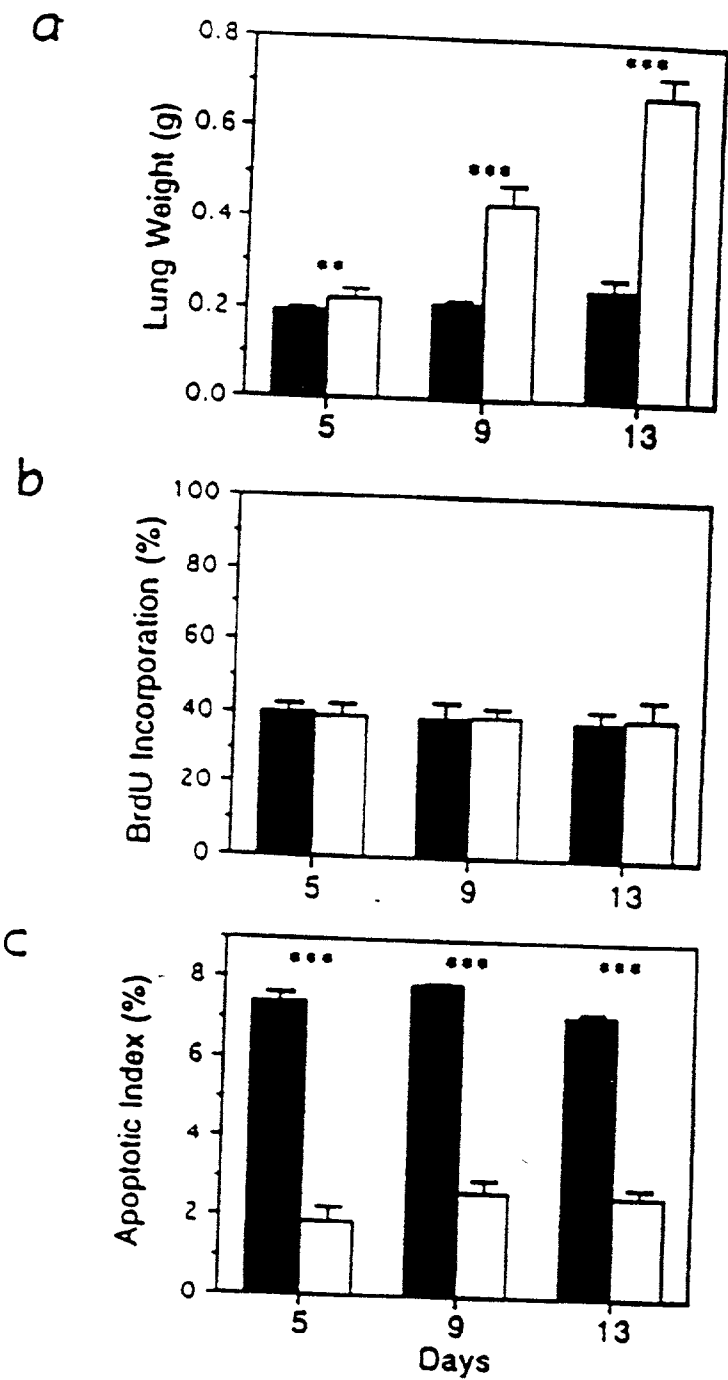 a
Lung Weight (g)
0.8
0.6
0.4
0.2
0.0
**
***
***
5 9 13
b
BrdU Incorporation (%)
100
80
60
40
20
0
5 9 13
c
Apoptotic Index (%)
8
6
4
2
0
***
***
***
5 9 13
Days